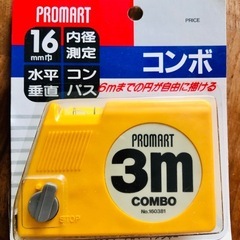 PROMART
PRICE
16
mm巾
内径
測定
水平
垂直
コン
パス
コンボ
6mまでの円が自由に描ける
PROMART
3m
COMBO
No.160381
STOP